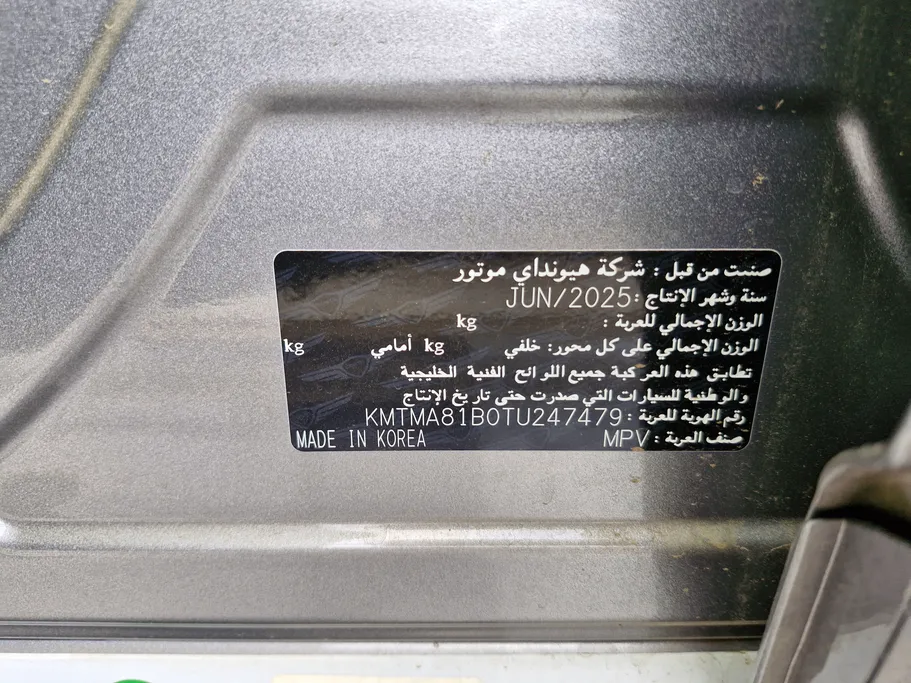 صنعت من قبل : شركة هيونداي موتور
سنة وشهر الإنتاج : JUN/2025
الوزن الإجمالي للعربة : kg
الوزن الإجمالي على كل محور: خلفي kg أمامي kg
تطابق هذه المركبة جميع اللوائح الفنية الخليجية
والوطنية للسيارات التي صدرت حتى تاريخ الإنتاج
رقم الهوية للعربة : KMTMA81B0TU247479
صنف العربة : MPV MADE IN KOREA